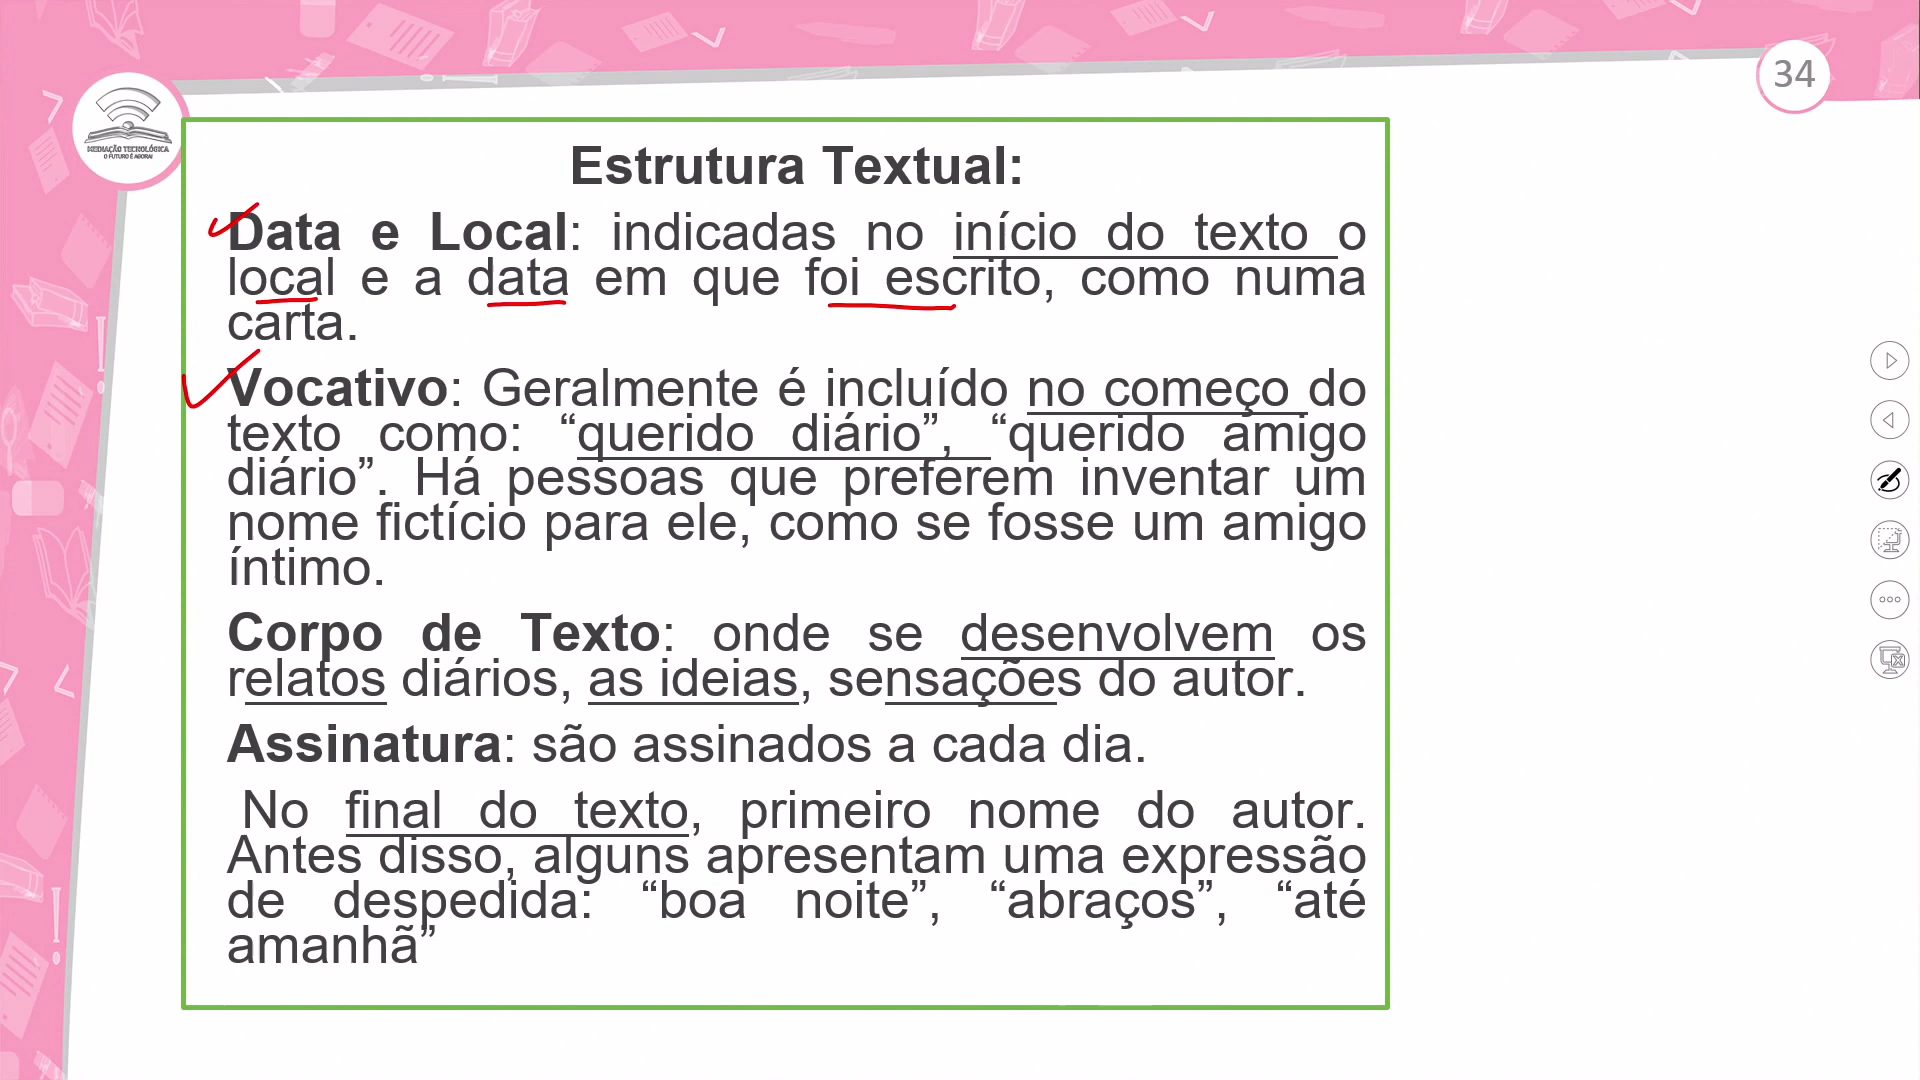 34
MEDIAÇÃO TECNOLÓGICA
O FUTURO É AGORA!
Estrutura Textual:
Data e Local: indicadas no início do texto o
local e a data em que foi escrito, como numa
carta.
Vocativo: Geralmente é incluído no começo do
texto como: “querido diário”, “querido amigo
diário”. Há pessoas que preferem inventar um
nome fictício para ele, como se fosse um amigo
íntimo.
Corpo de Texto: onde se desenvolvem os
relatos diários, as ideias, sensações do autor.
Assinatura: são assinados a cada dia.
No final do texto, primeiro nome do autor.
Antes disso, alguns apresentam uma expressão
de despedida: “boa noite”, “abraços”, “até
amanhã”